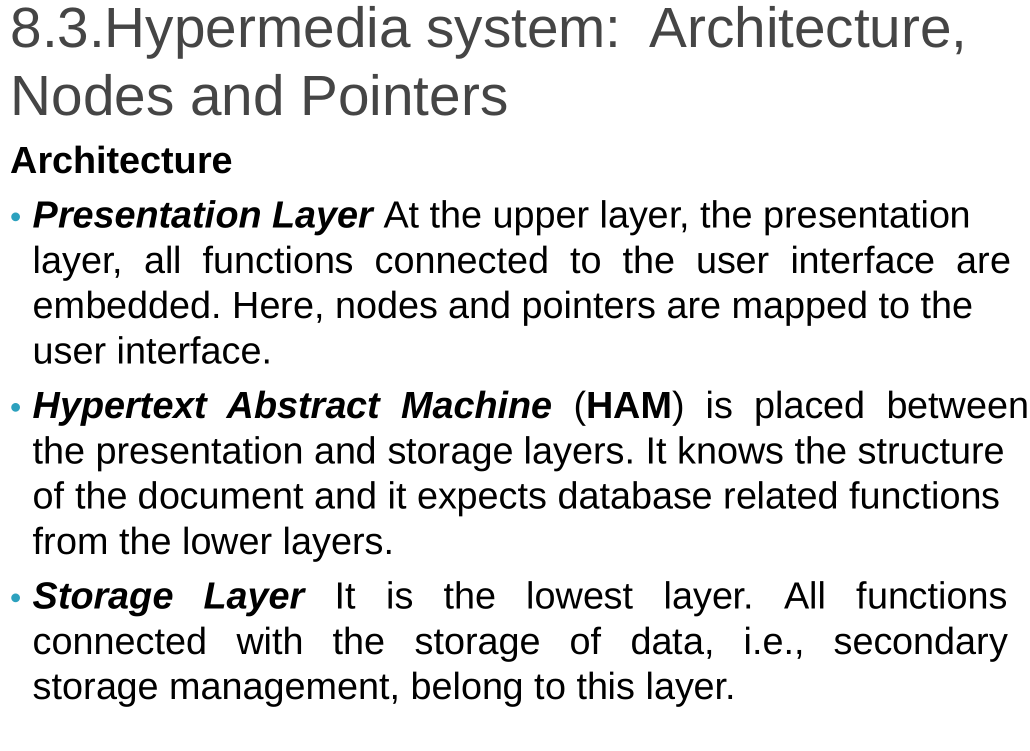 8.3.Hypermedia system:  Architecture,
Nodes and Pointers
Architecture
• Presentation Layer At the upper layer, the presentation
layer, all functions connected to the user interface are
embedded. Here, nodes and pointers are mapped to the
user interface.
• Hypertext Abstract Machine (HAM) is placed between
the presentation and storage layers. It knows the structure
of the document and it expects database related functions
from the lower layers.
• Storage Layer It is the lowest layer. All functions
connected with the storage of data, i.e., secondary
storage management, belong to this layer.